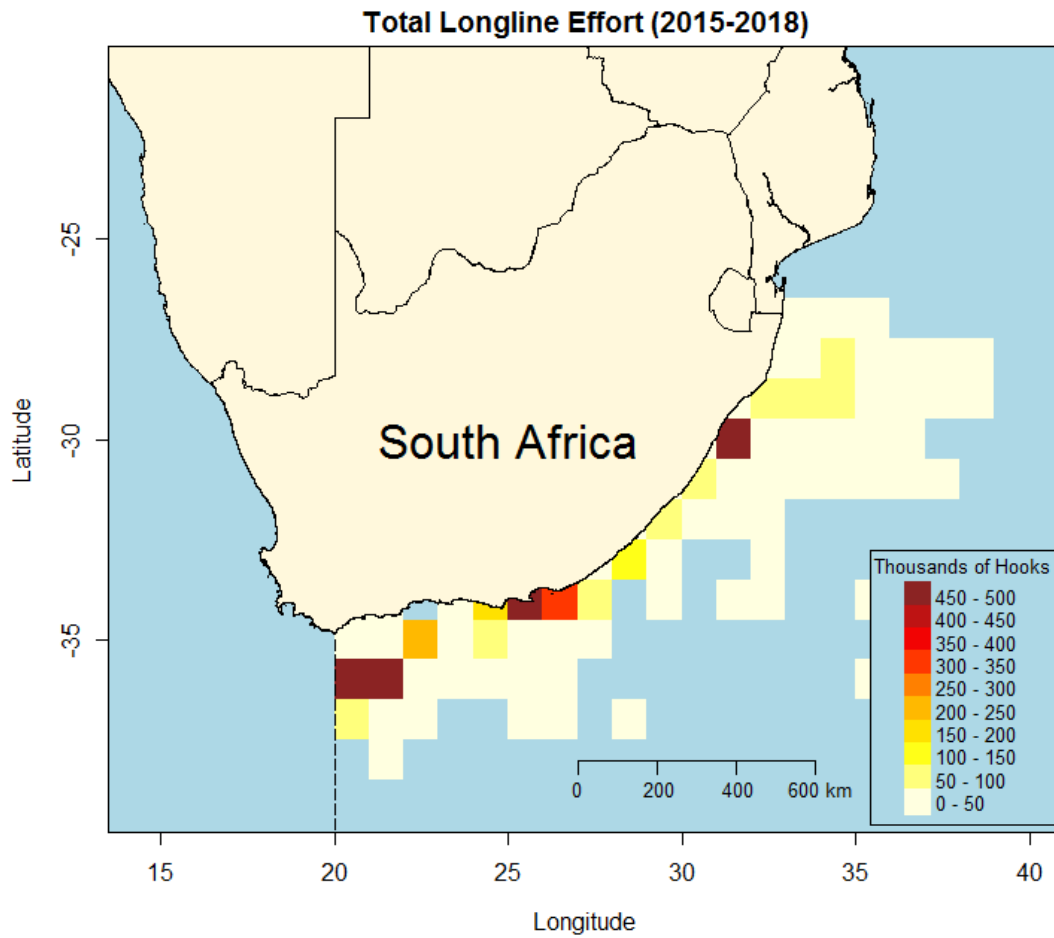 Total Longline Effort (2015-2018)
Latitude
-25
-30
-35
South Africa
Thousands of Hooks
450 - 500
400 - 450
350 - 400
300 - 350
250 - 300
200 - 250
150 - 200
100 - 150
50 - 100
0 - 50
0 200 400 600 km
15 20 25 30 35 40
Longitude